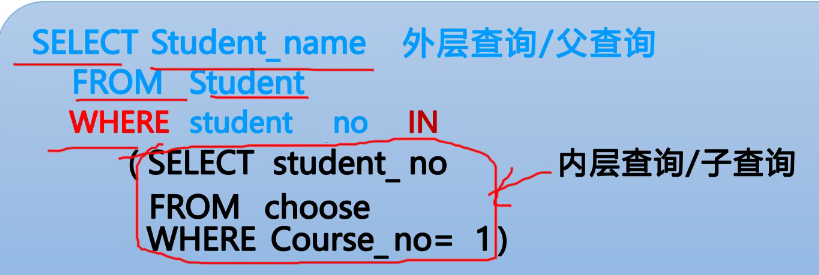 SELECT Student_name 外层查询/父查询
FROM Student
WHERE student no IN
( SELECT student_ no 内层查询/子查询
FROM choose
WHERE Course_no= 1 )